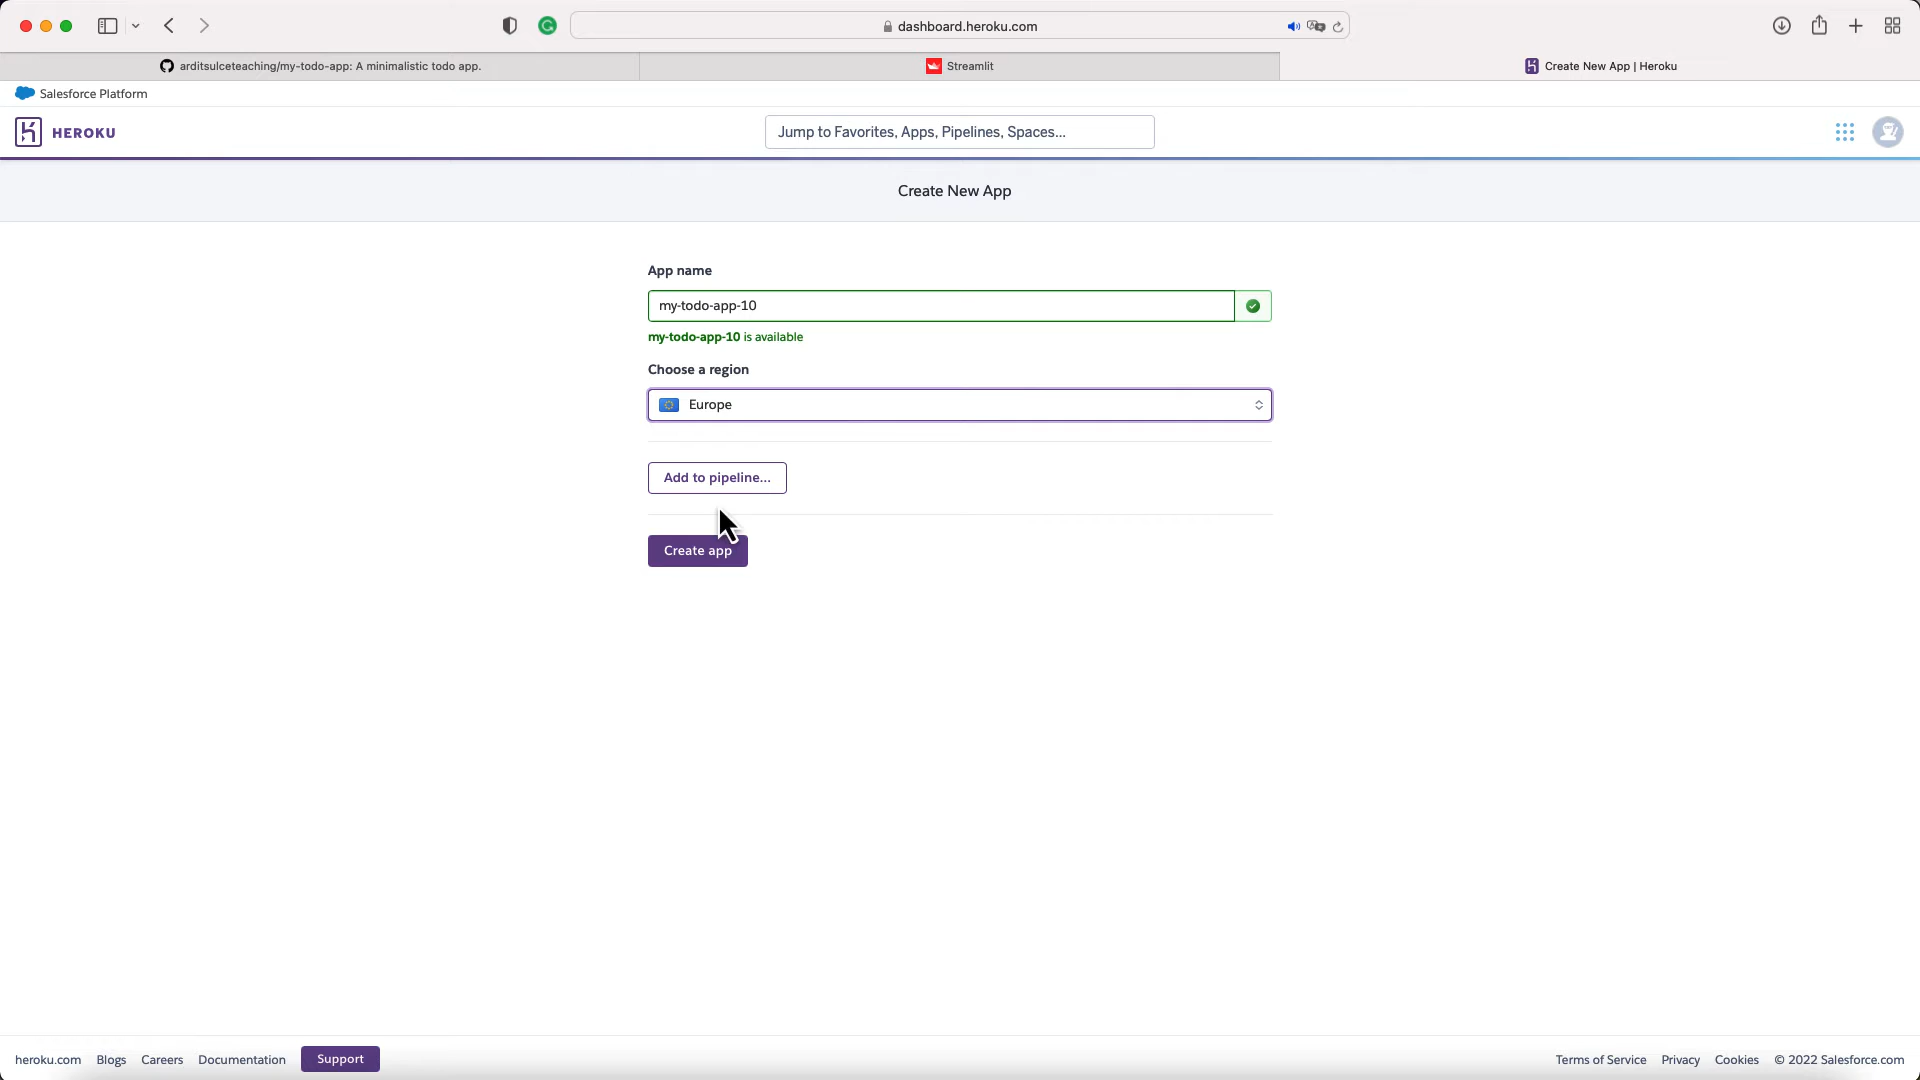 dashboard.heroku.com
arditsulceteaching/my-todo-app: A minimalistic todo app.
Streamlit
Create New App | Heroku
Salesforce Platform
HEROKU
Jump to Favorites, Apps, Pipelines, Spaces...
Create New App
App name
my-todo-app-10
my-todo-app-10 is available
Choose a region
Europe
Add to pipeline...
Create app
heroku.com Blogs Careers Documentation Support
Terms of Service Privacy Cookies © 2022 Salesforce.com